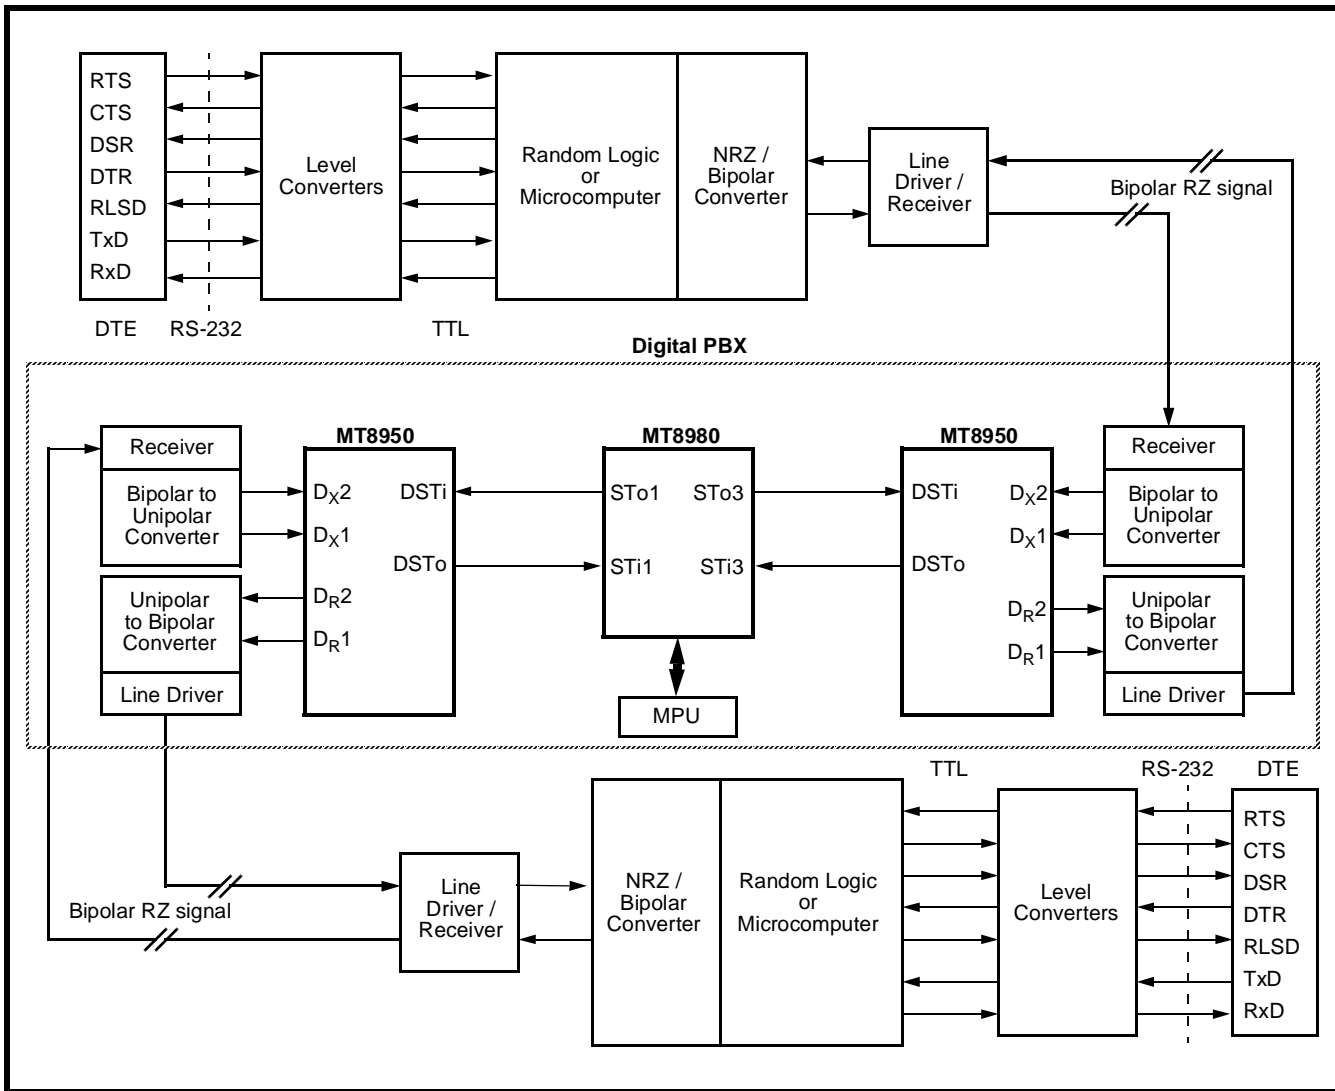 RTS
CTS
DSR
DTR
RLSD
TxD
RxD
DTE
RS-232
Level
Converters
TTL
Random Logic
or
Microcomputer
NRZ /
Bipolar
Converter
Line
Driver /
Receiver
Bipolar RZ signal
Digital PBX
Receiver
Bipolar to
Unipolar
Converter
Unipolar
to Bipolar
Converter
Line Driver
MT8950
DX2
DX1
DR2
DR1
DSTi
DSTo
MT8980
STo1
STo3
STi1
STi3
MPU
MT8950
DSTi
DSTo
DX2
DX1
DR2
DR1
Receiver
Bipolar to
Unipolar
Converter
Unipolar
to Bipolar
Converter
Line Driver
Bipolar RZ signal
Line
Driver /
Receiver
NRZ /
Bipolar
Converter
Random Logic
or
Microcomputer
TTL
Level
Converters
RS-232
DTE
RTS
CTS
DSR
DTR
RLSD
TxD
RxD